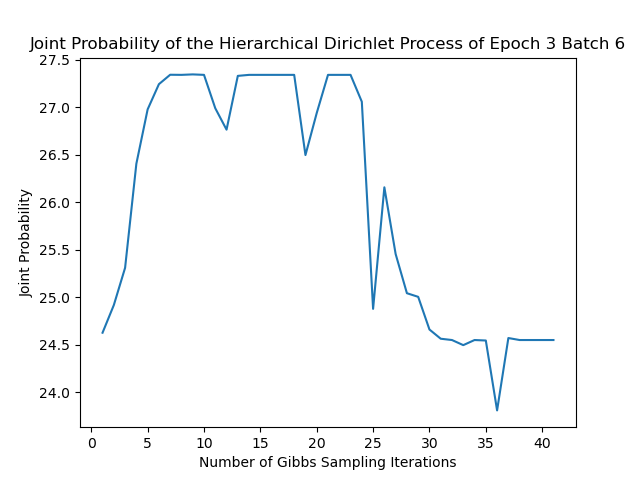 Joint Probability of the Hierarchical Dirichlet Process of Epoch 3 Batch 6
27.5
27.0
26.5
26.0
25.5
25.0
24.5
24.0
Joint Probability
0 5 10 15 20 25 30 35 40
Number of Gibbs Sampling Iterations